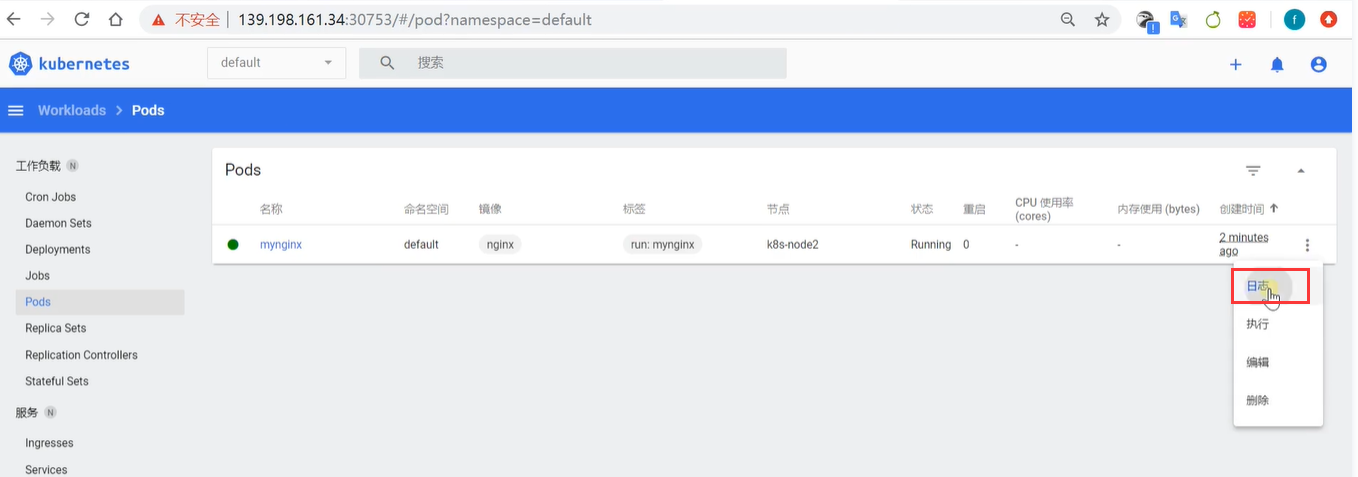 不安全 139.198.161.34:30753/#/pod?namespace=default
kubernetes default 搜索
Workloads > Pods
工作负载 N
Cron Jobs
Daemon Sets
Deployments
Jobs
Pods
Replica Sets
Replication Controllers
Stateful Sets
服务 N
Ingresses
Services
Pods
名称 命名空间 镜像 标签 节点 状态 重启 CPU 使用率 (cores) 内存使用 (bytes) 创建时间
mynginx default nginx run: mynginx k8s-node2 Running 0 - - 2 minutes ago
日志
执行
编辑
删除